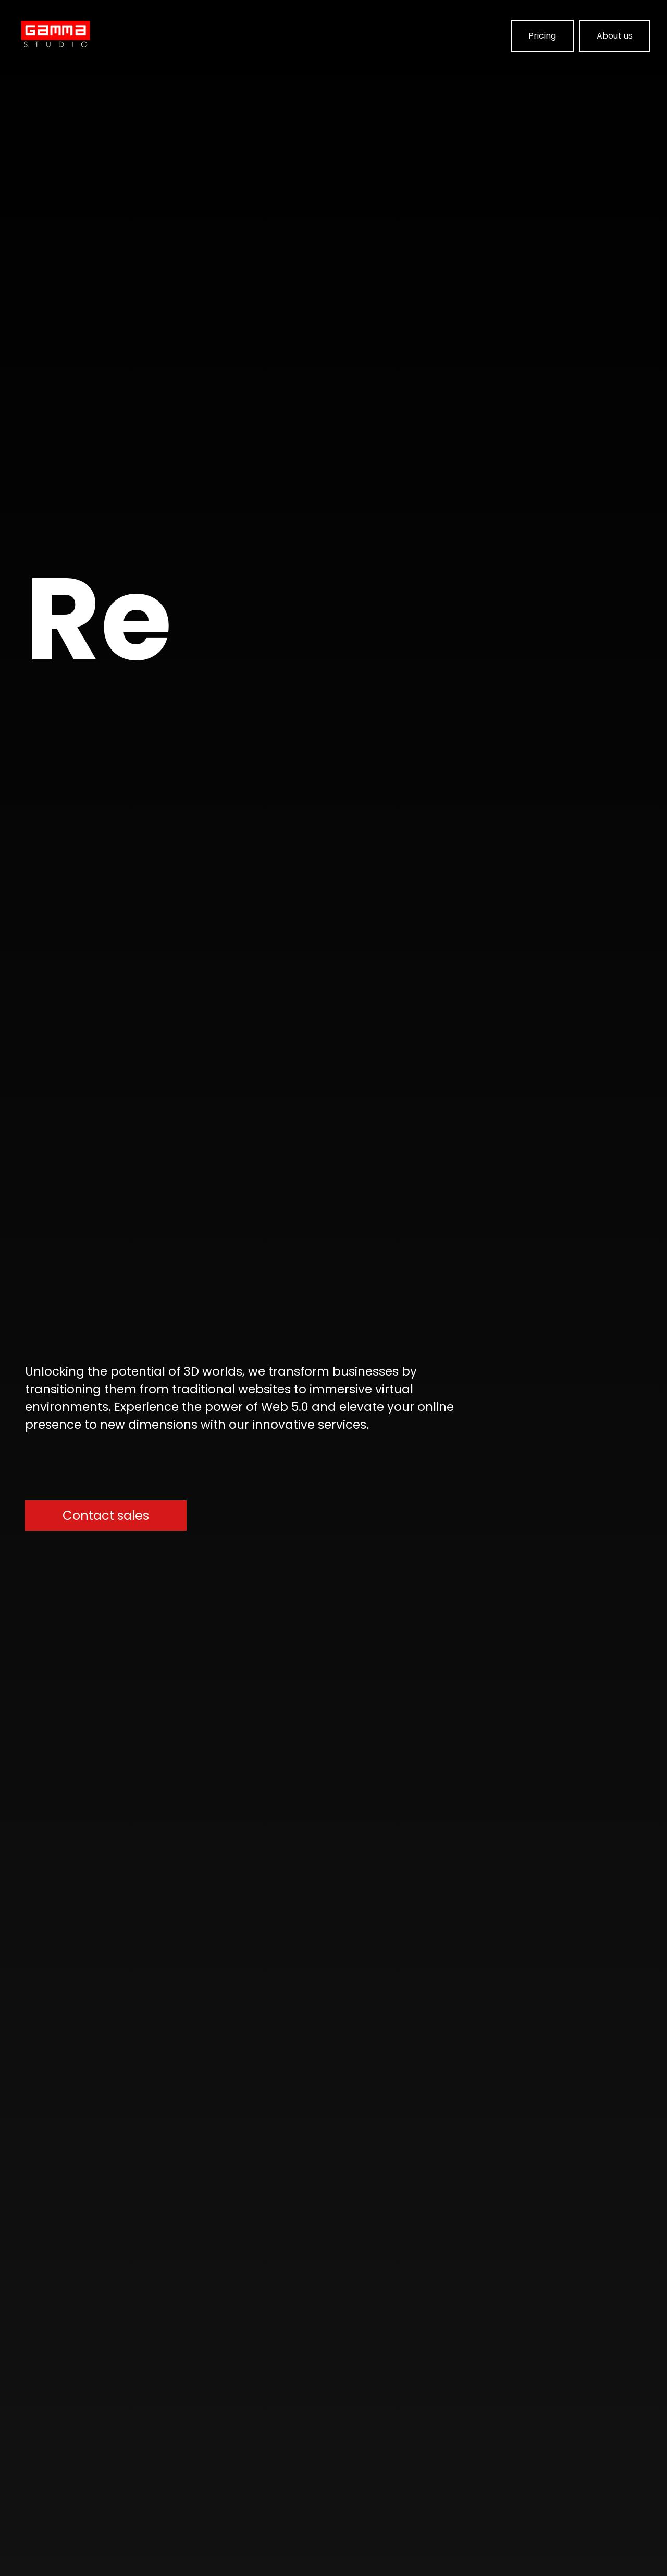 GAMMA
STUDIO
Pricing
About us
Re
Unlocking the potential of 3D worlds, we transform businesses by
transitioning them from traditional websites to immersive virtual
environments. Experience the power of Web 5.0 and elevate your online
presence to new dimensions with our innovative services.
Contact sales